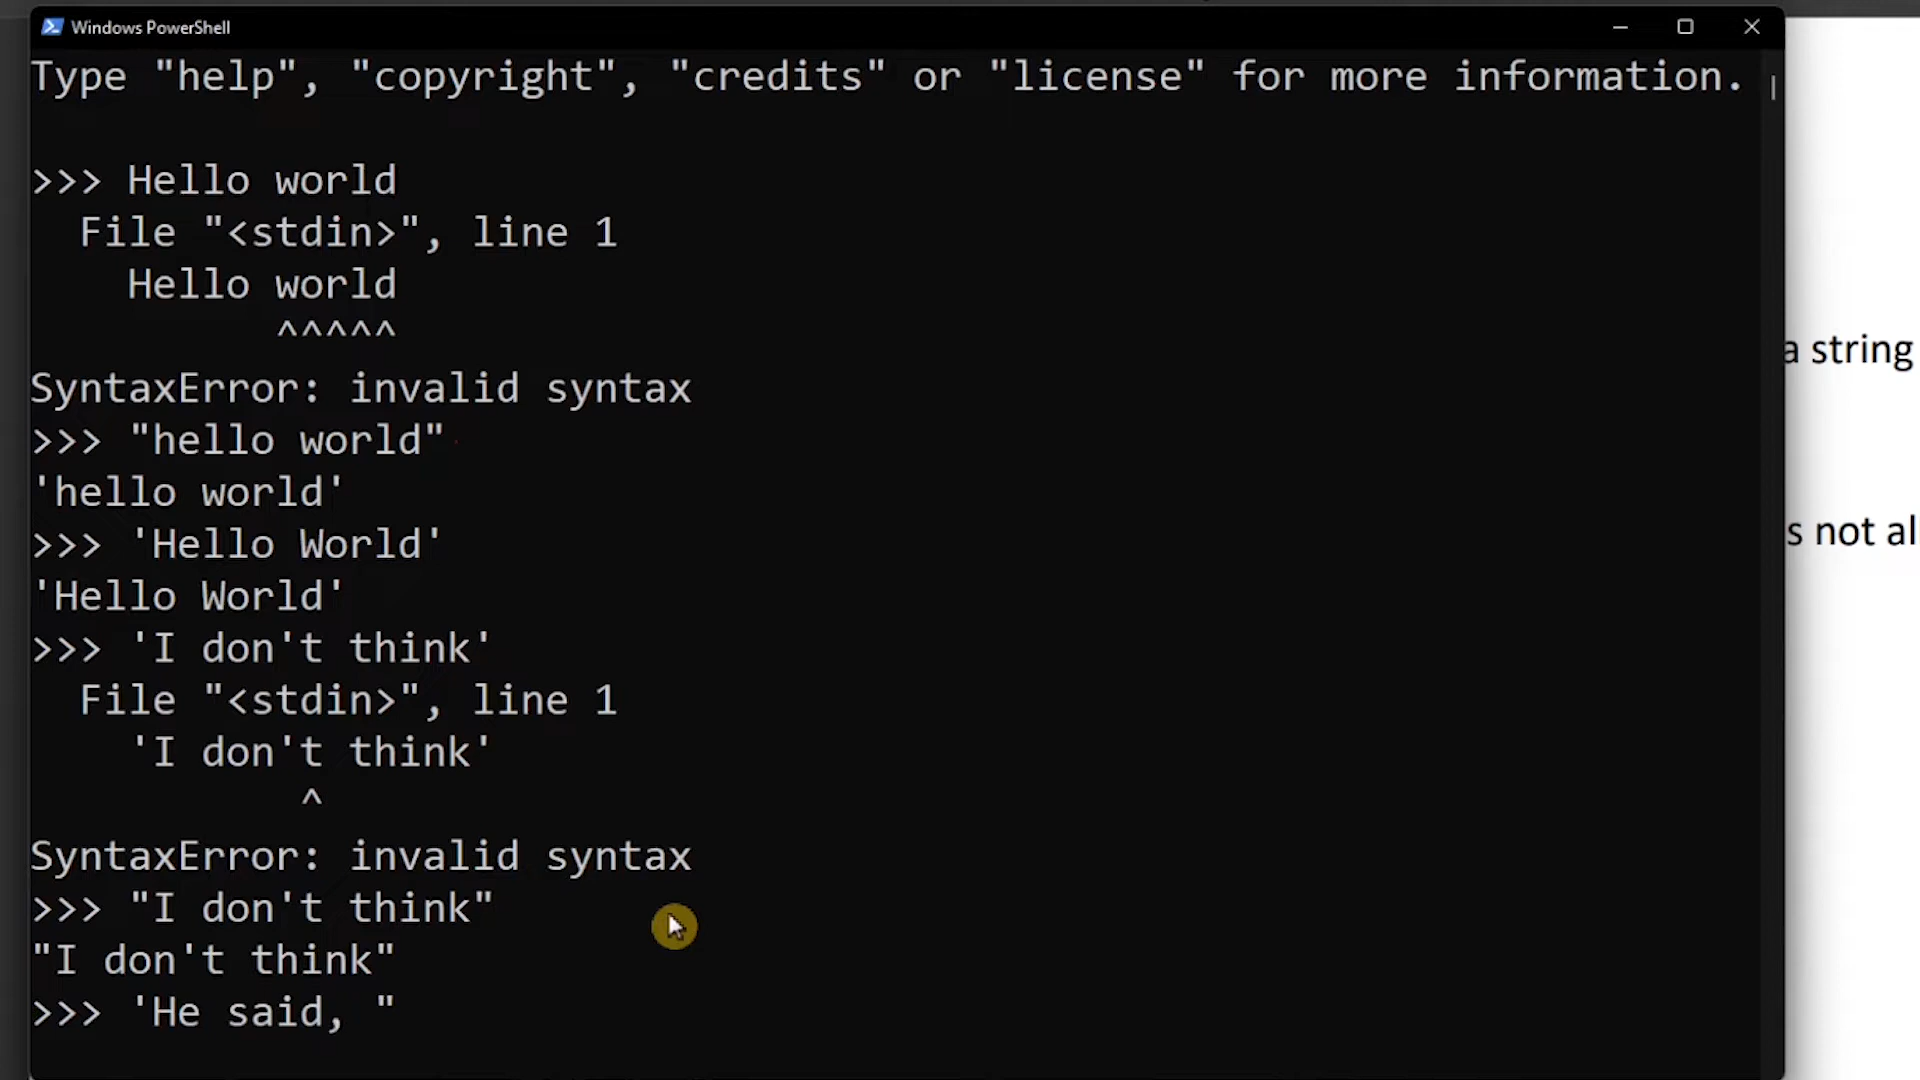 Windows PowerShell
Type "help", "copyright", "credits" or "license" for more information.
>>> Hello world
  File "<stdin>", line 1
    Hello world
          ^^^^^
SyntaxError: invalid syntax
>>> "hello world"
'hello world'
>>> 'Hello World'
'Hello World'
>>> 'I don't think'
  File "<stdin>", line 1
    'I don't think'
           ^
SyntaxError: invalid syntax
>>> "I don't think"
"I don't think"
>>> 'He said, "
a string
s not al